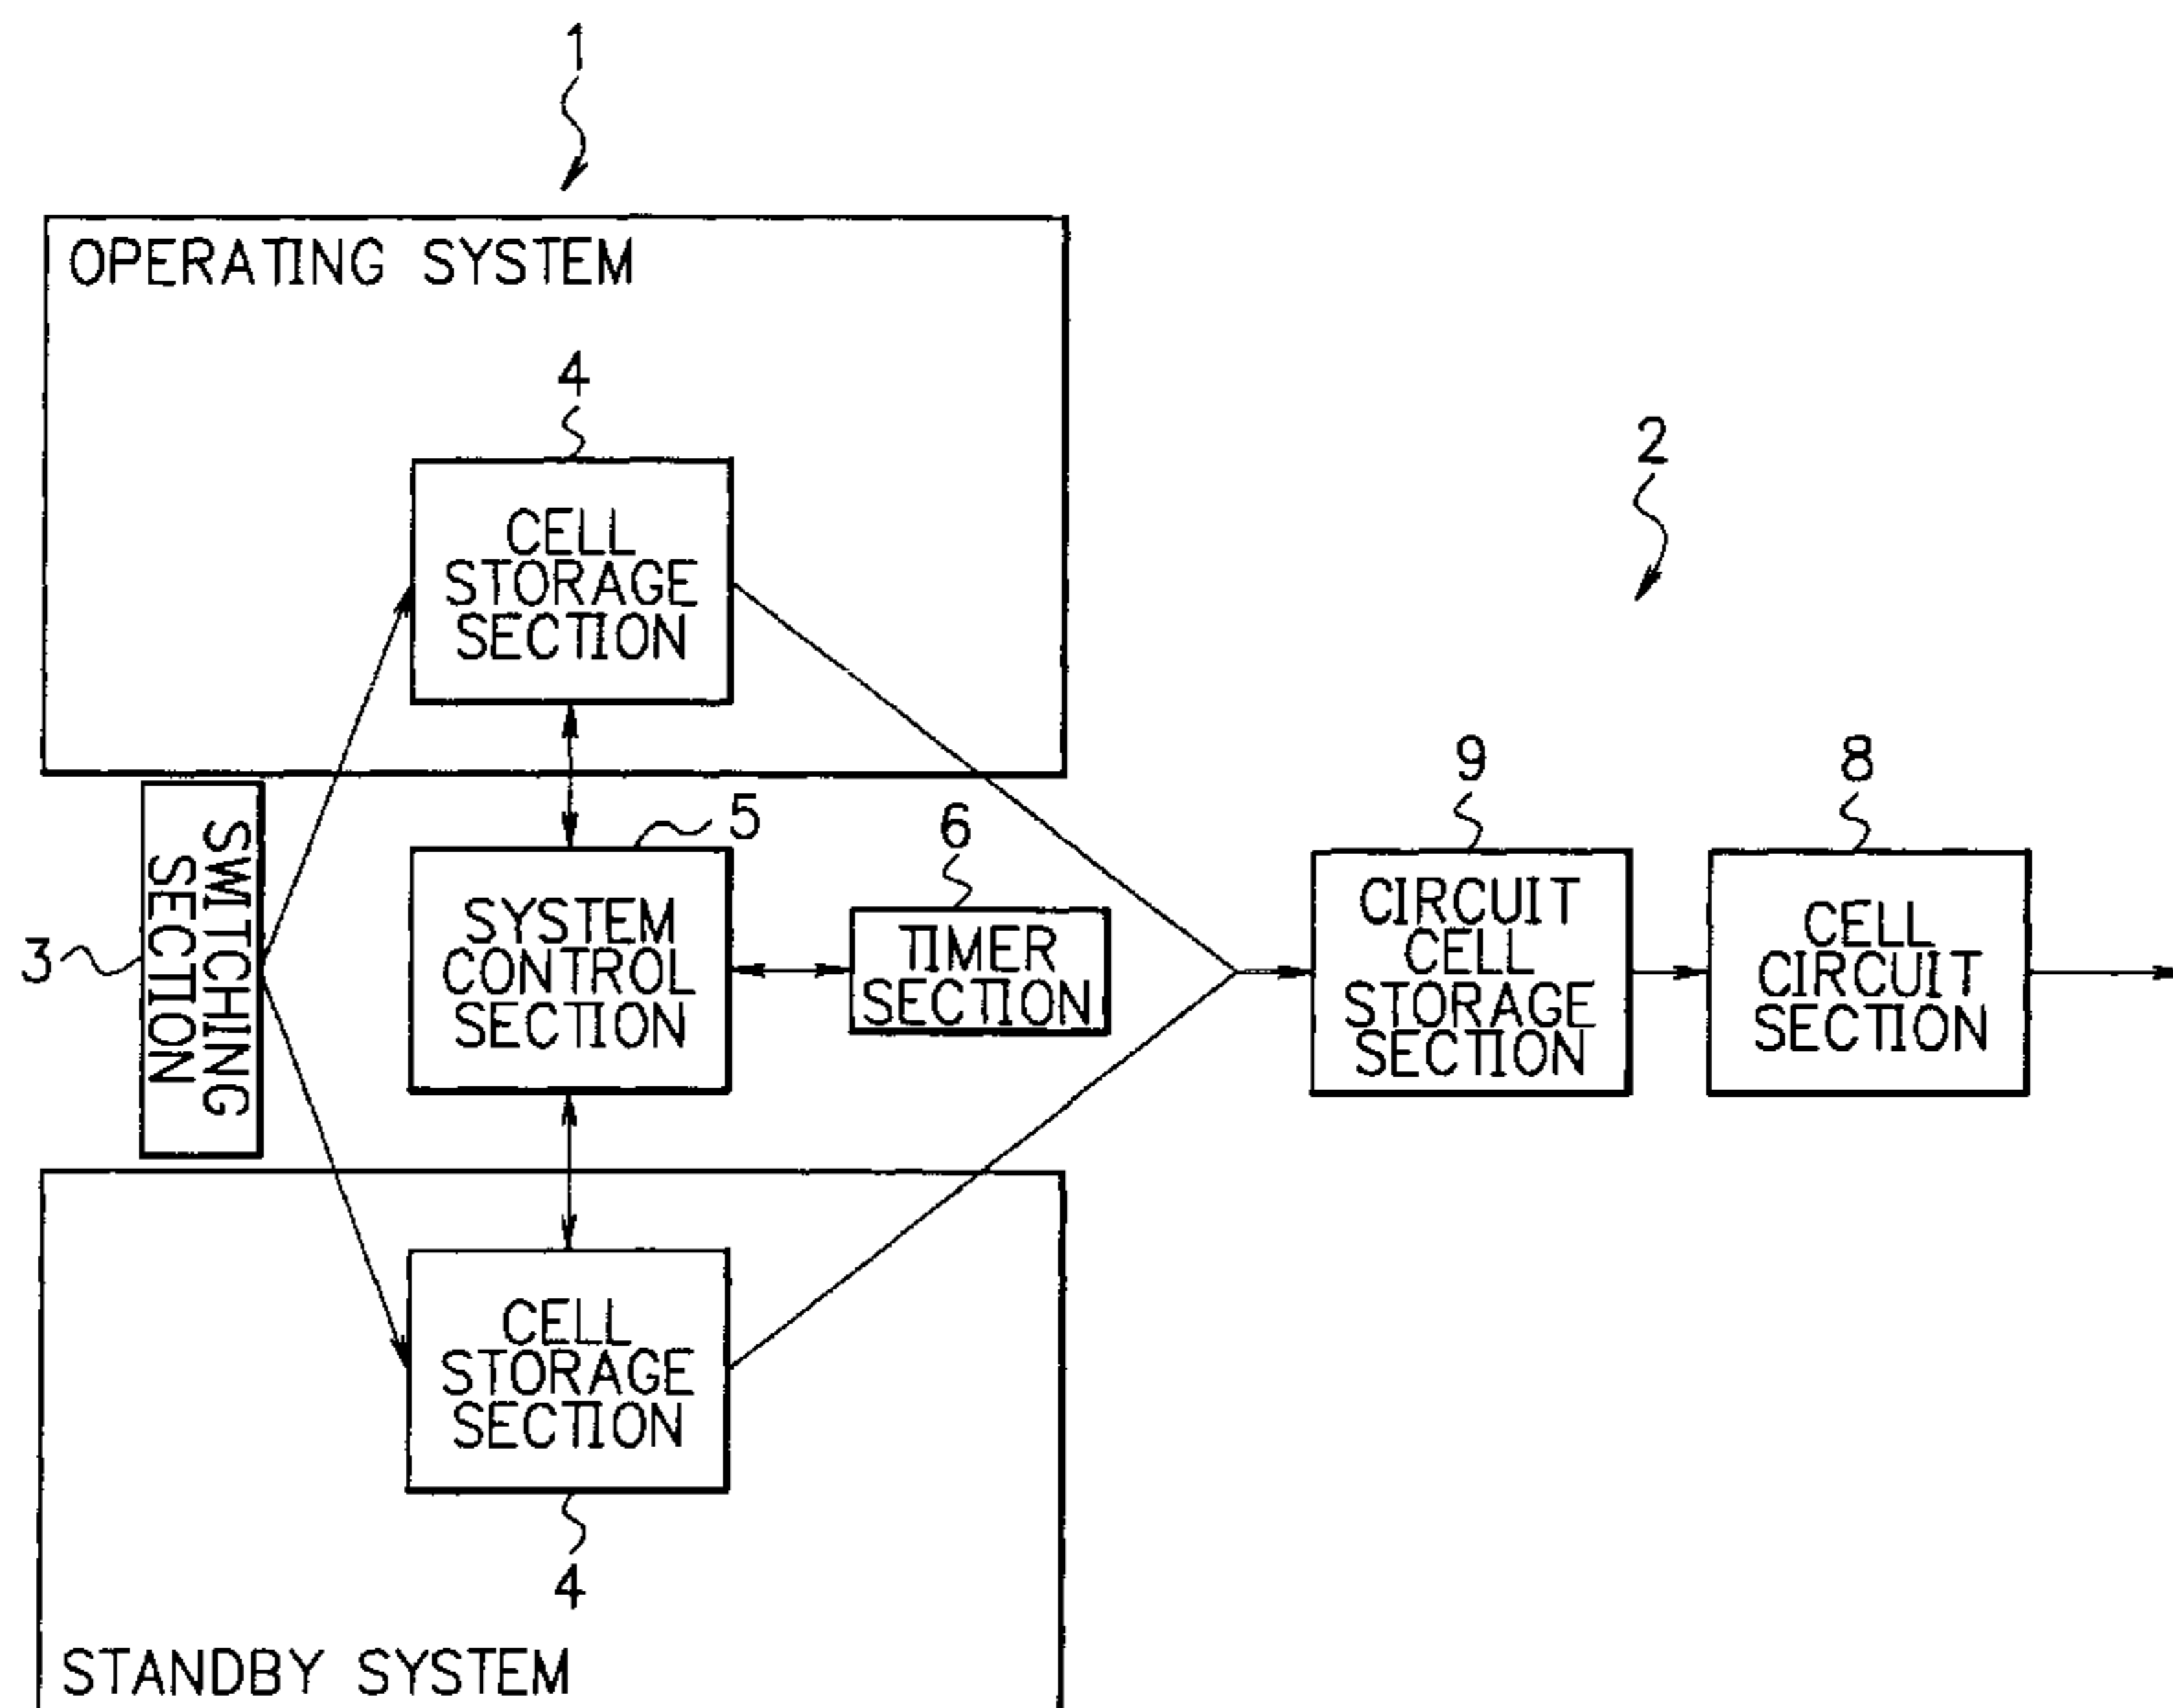 1
OPERATING SYSTEM
4
CELL
STORAGE
SECTION
2
3
SWITCHING
SECTION
5
SYSTEM
CONTROL
SECTION
6
TIMER
SECTION
9
CIRCUIT
CELL
STORAGE
SECTION
8
CELL
CIRCUIT
SECTION
CELL
STORAGE
SECTION
4
STANDBY SYSTEM